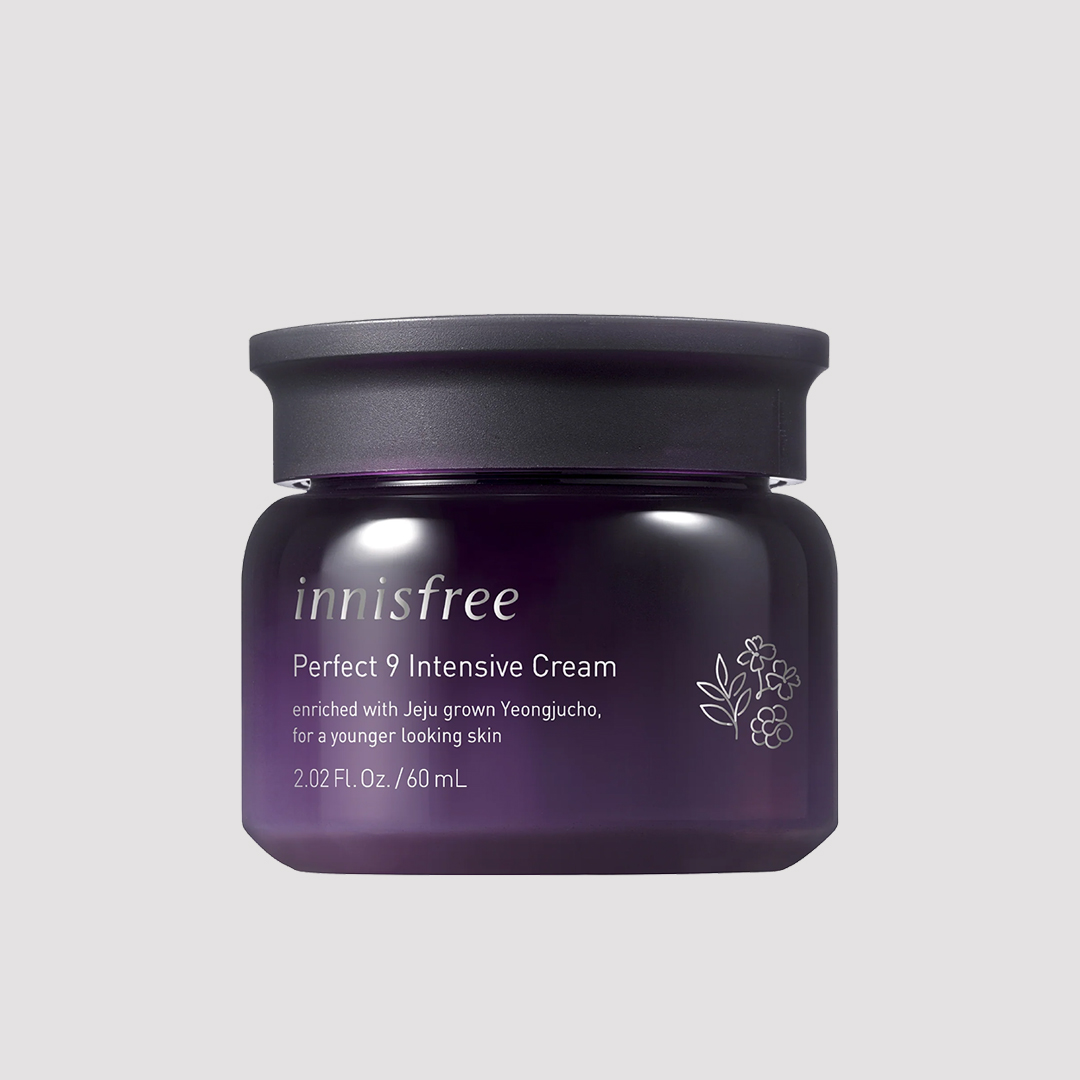 innisfree
Perfect 9 Intensive Cream
enriched with Jeju grown Yeongjucho,
for a younger looking skin
2.02 Fl. Oz. / 60 mL